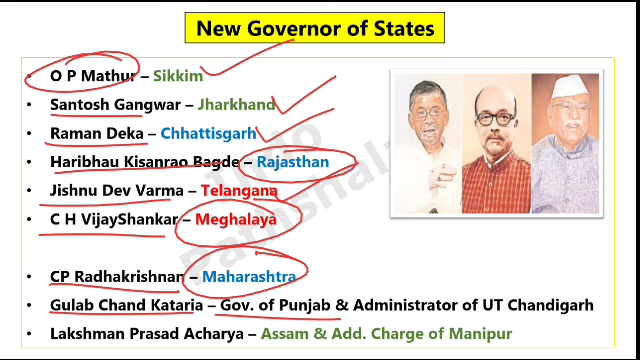 New Governor of States
• O P Mathur – Sikkim
• Santosh Gangwar – Jharkhand
• Raman Deka – Chhattisgarh
• Haribhau Kisanrao Bagde – Rajasthan
• Jishnu Dev Varma – Telangana
• C H VijayShankar – Meghalaya
• CP Radhakrishnan – Maharashtra
• Gulab Chand Kataria – Gov. of Punjab & Administrator of UT Chandigarh
• Lakshman Prasad Acharya – Assam & Add. Charge of Manipur